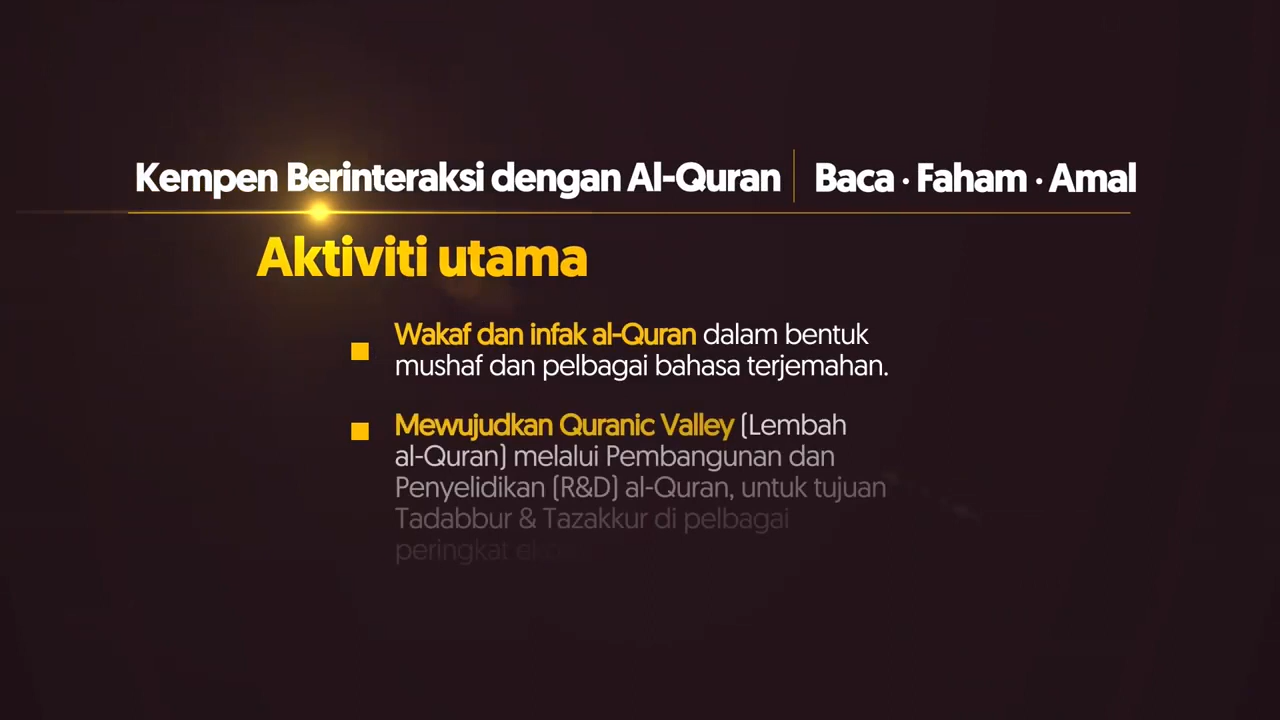 Kempen Berinteraksi dengan Al-Quran | Baca · Faham · Amal
Aktiviti utama
Wakaf dan infak al-Quran dalam bentuk
mushaf dan pelbagai bahasa terjemahan.
Mewujudkan Quranic Valley (Lembah
al-Quran) melalui Pembangunan dan
Penyelidikan (R&D) al-Quran, untuk tujuan
Tadabbur & Tazakkur di pelbagai
peringkat